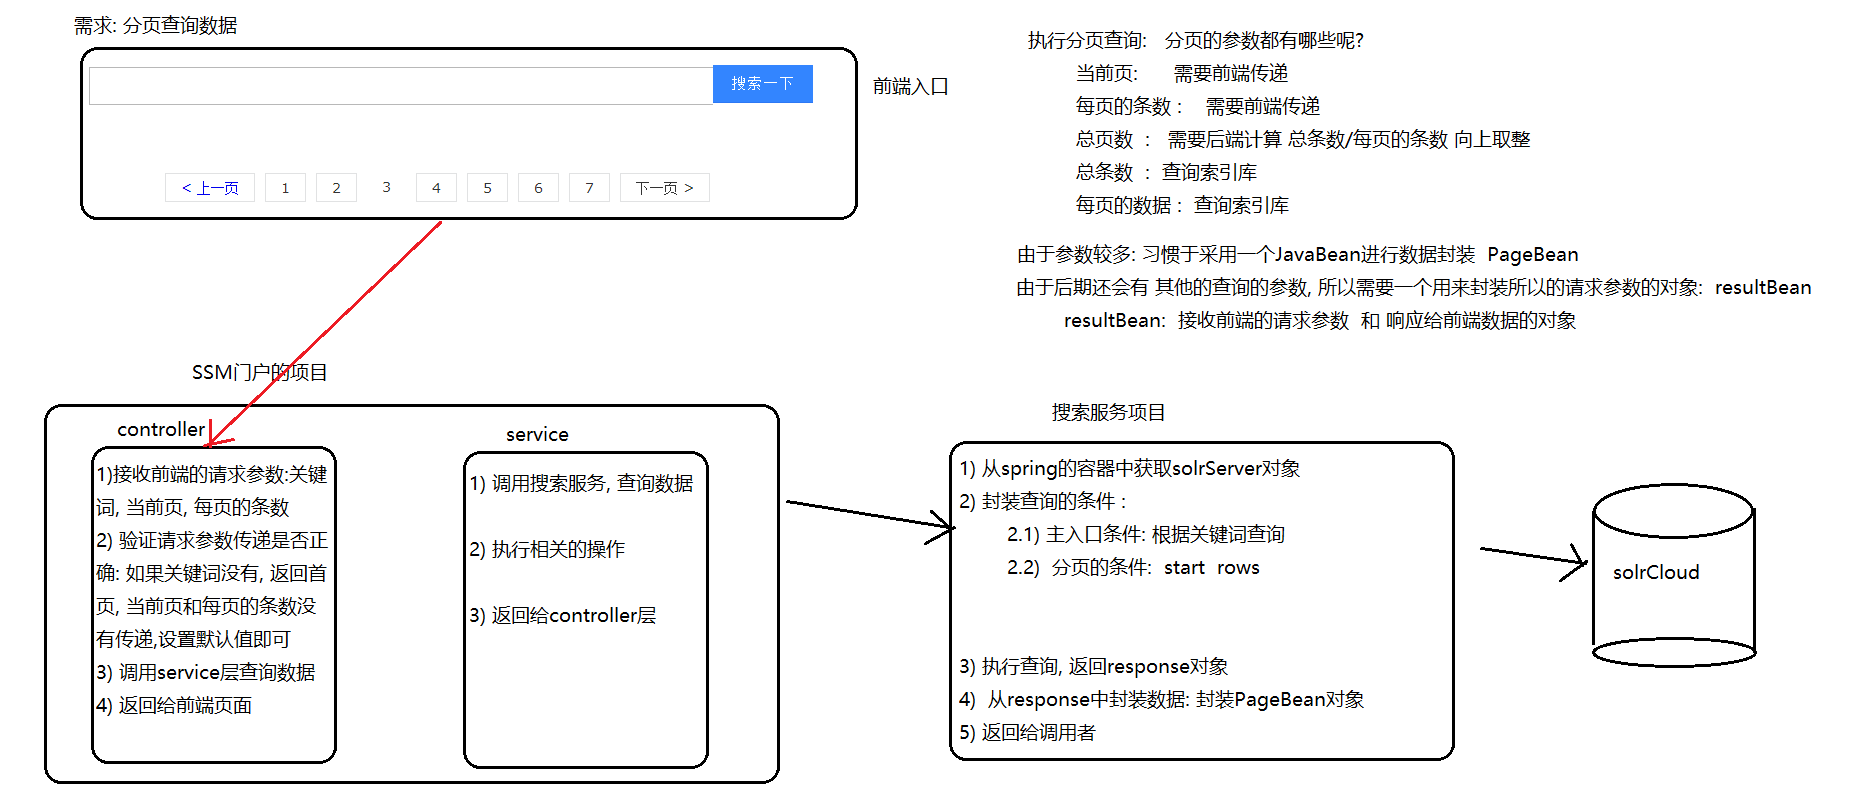 需求: 分页查询数据
搜索一下
前端入口
< 上一页 1 2 3 4 5 6 7 下一页 >
执行分页查询: 分页的参数都有哪些呢?
当前页: 需要前端传递
每页的条数 : 需要前端传递
总页数 : 需要后端计算 总条数/每页的条数 向上取整
总条数 : 查询索引库
每页的数据 : 查询索引库
由于参数较多: 习惯于采用一个JavaBean进行数据封装 PageBean
由于后期还会有 其他的查询的参数, 所以需要一个用来封装所以的请求参数的对象: resultBean
resultBean: 接收前端的请求参数 和 响应给前端数据的对象
SSM门户的项目
controller
1)接收前端的请求参数:关键
词, 当前页, 每页的条数
2) 验证请求参数传递是否正
确: 如果关键词没有, 返回首
页, 当前页和每页的条数没
有传递,设置默认值即可
3) 调用service层查询数据
4) 返回给前端页面
service
1) 调用搜索服务, 查询数据
2) 执行相关的操作
3) 返回给controller层
搜索服务项目
1) 从spring的容器中获取solrServer对象
2) 封装查询的条件 :
2.1) 主入口条件: 根据关键词查询
2.2) 分页的条件: start rows
3) 执行查询, 返回response对象
4) 从response中封装数据: 封装PageBean对象
5) 返回给调用者
solrCloud